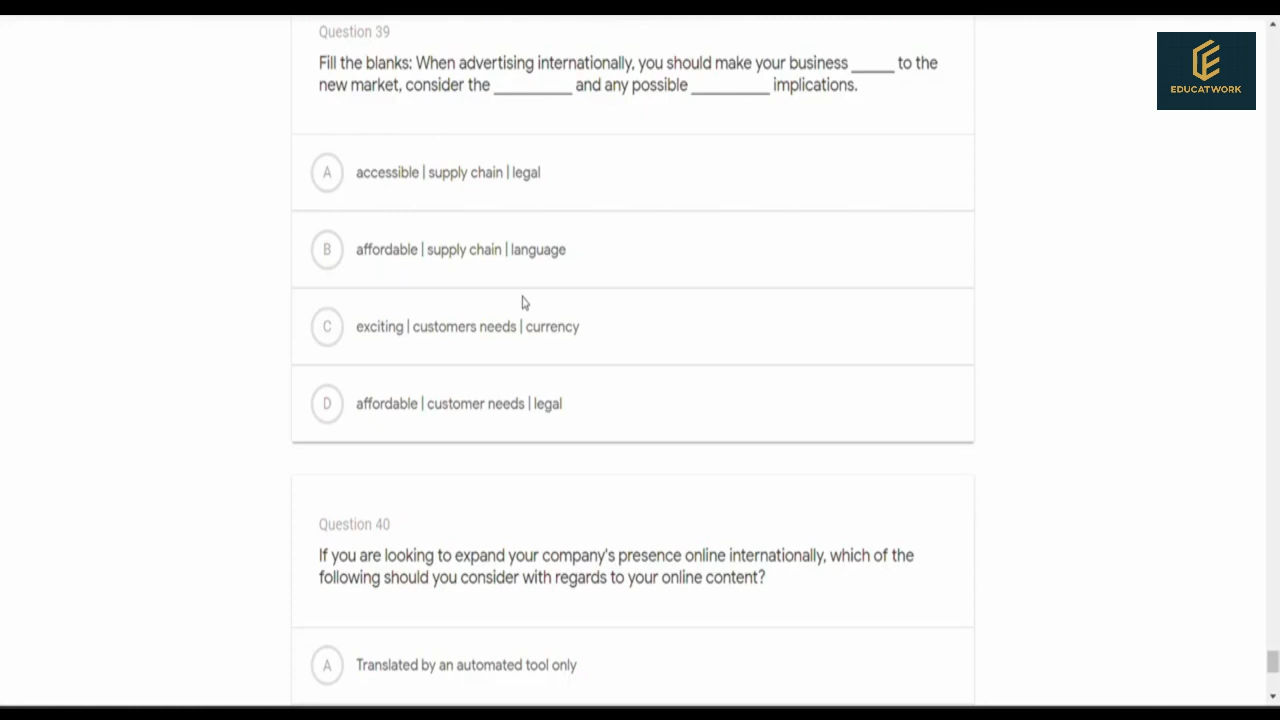 Question 39
EDUCATWORK
Fill the blanks: When advertising internationally, you should make your business _____ to the
new market, consider the _________ and any possible _________ implications.
A accessible | supply chain | legal
B affordable | supply chain | language
C exciting | customers needs | currency
D affordable | customer needs | legal
Question 40
If you are looking to expand your company's presence online internationally, which of the
following should you consider with regards to your online content?
A Translated by an automated tool only